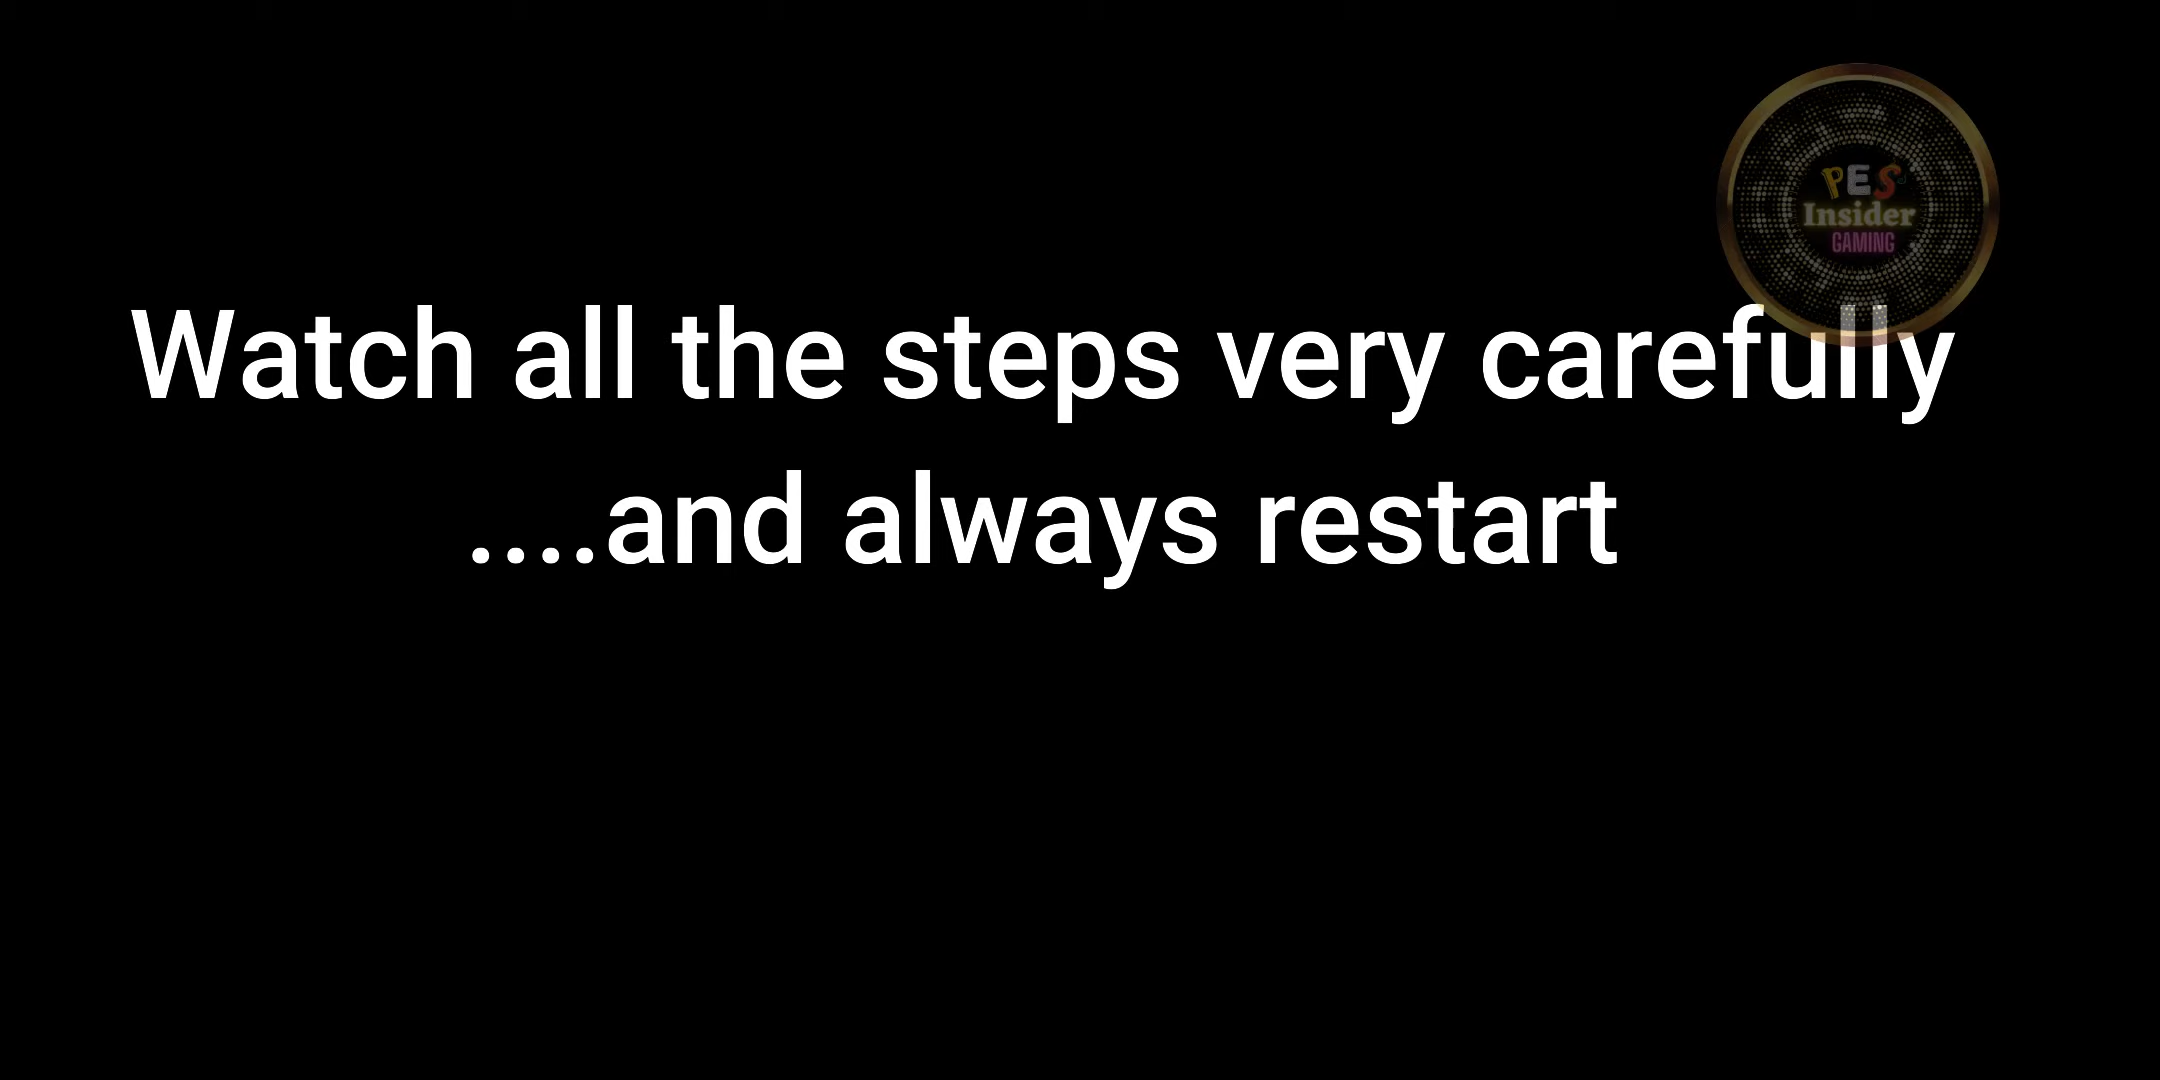 PES
Insider
GAMING
Watch all the steps very carefully
....and always restart